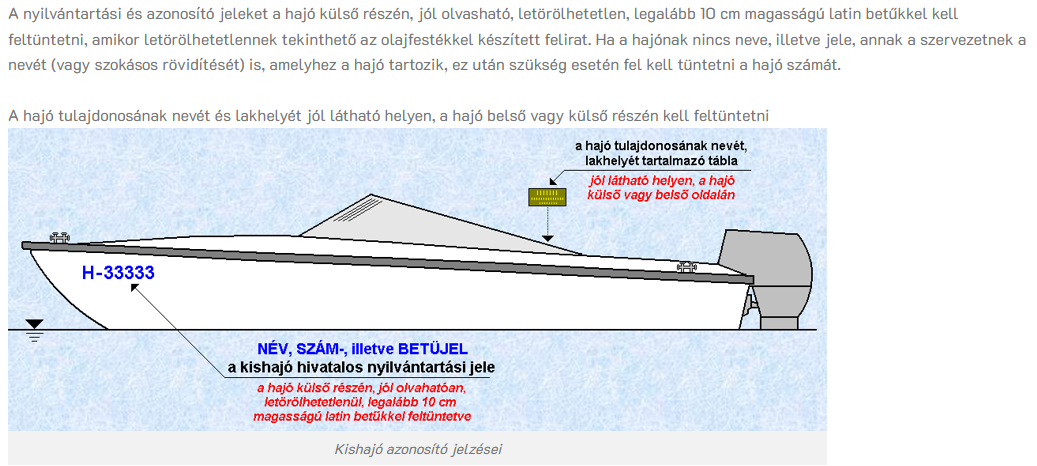 A nyilvántartási és azonosító jeleket a hajó külső részén, jól olvasható, letörölhetetlen, legalább 10 cm magasságú latin betűkkel kell
feltüntetni, amikor letörölhetetlennek tekinthető az olajfestékkel készített felirat. Ha a hajónak nincs neve, illetve jele, annak a szervezetnek a
nevét (vagy szokásos rövidítését) is, amelyhez a hajó tartozik, ez után szükség esetén fel kell tüntetni a hajó számát.
A hajó tulajdonosának nevét és lakhelyét jól látható helyen, a hajó belső vagy külső részén kell feltüntetni
a hajó tulajdonosának nevét,
lakhelyét tartalmazó tábla
jól látható helyen, a hajó
külső vagy belső oldalán
H-33333
NÉV, SZÁM-, illetve BETÜJEL
a kishajó hivatalos nyilvántartási jele
a hajó külső részén, jól olvahatóan,
letörölhetetlenül, legalább 10 cm
magasságú latin betükkel feltüntetve
Kishajó azonosító jelzései